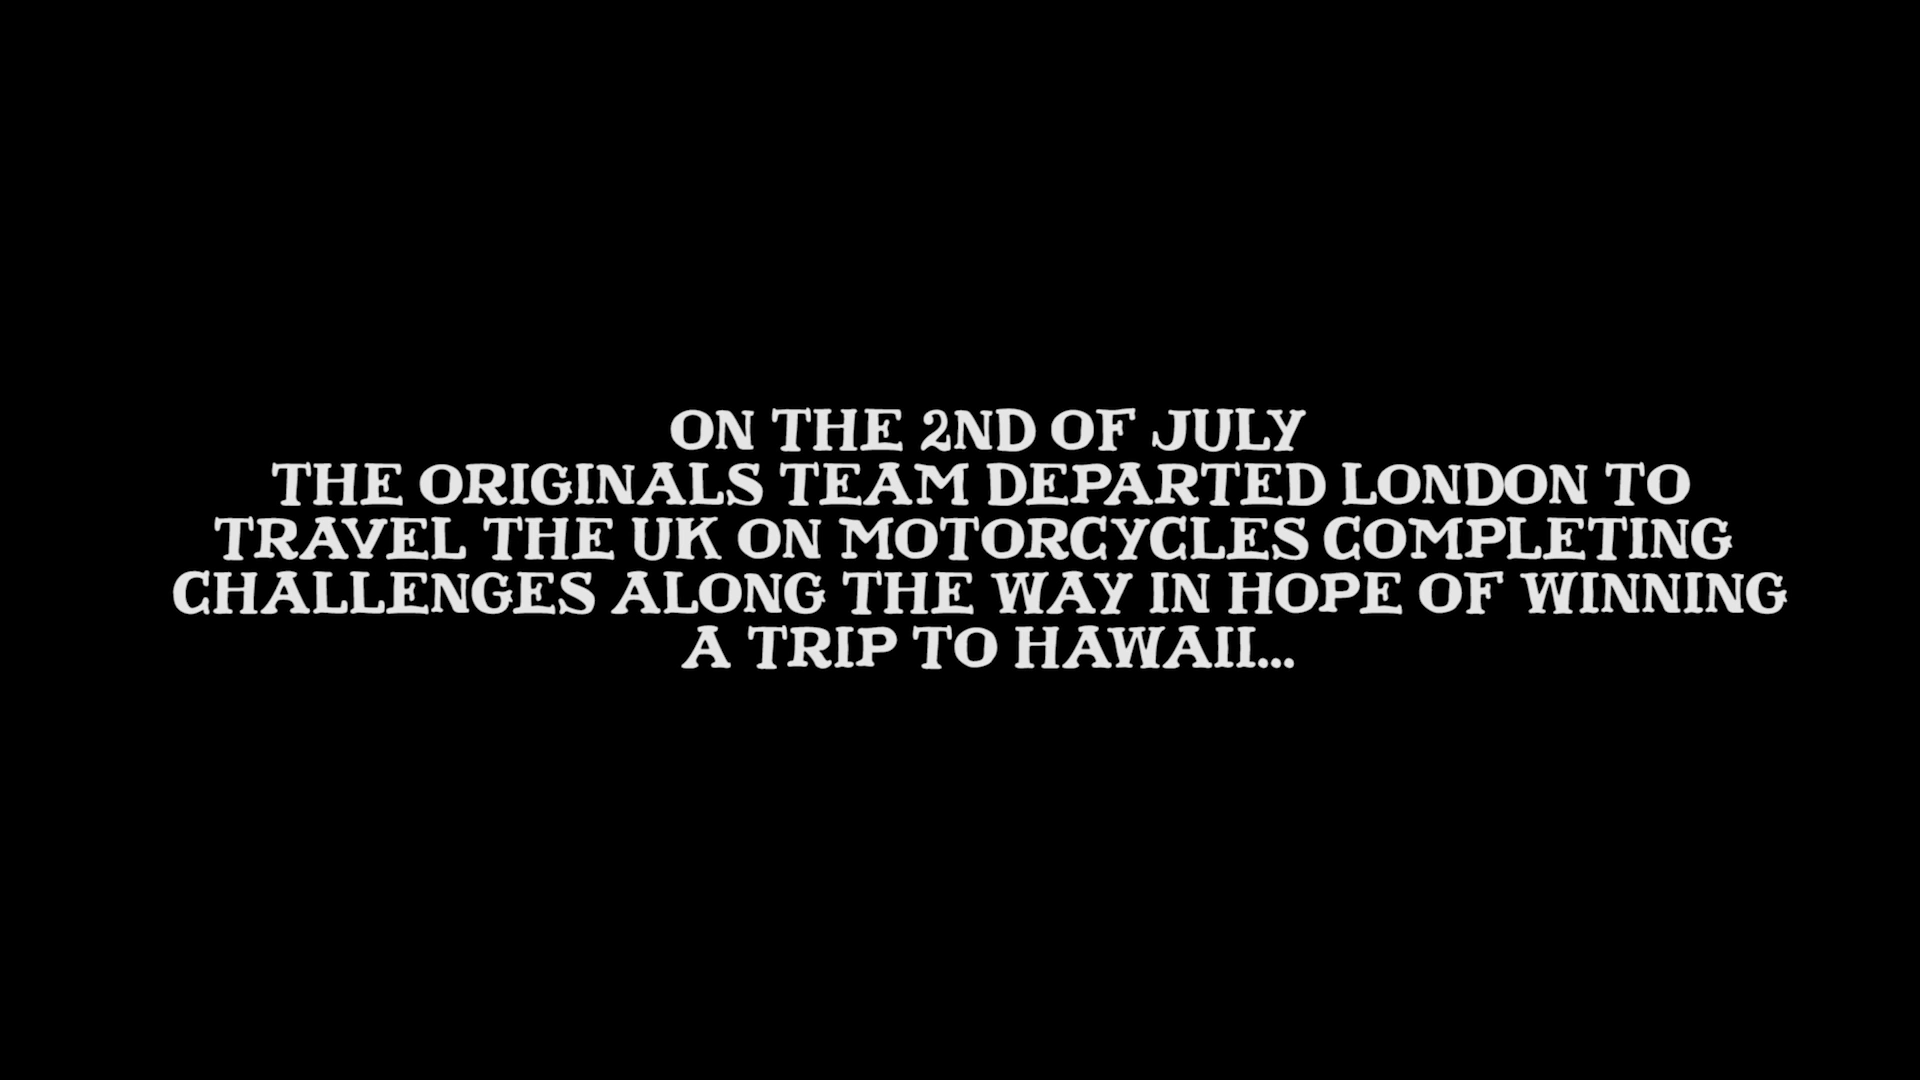 ON THE 2ND OF JULY
THE ORIGINALS TEAM DEPARTED LONDON TO
TRAVEL THE UK ON MOTORCYCLES COMPLETING
CHALLENGES ALONG THE WAY IN HOPE OF WINNING
A TRIP TO HAWAII...